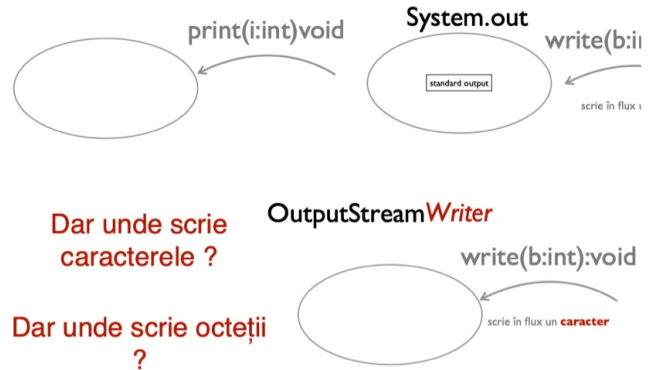 System.out
print(i:int)void
write(b:i
standard output
scrie în flux
Dar unde scrie
caracterele ?
OutputStreamWriter
write(b:int):void
scrie în flux un caracter
Dar unde scrie octeții
?